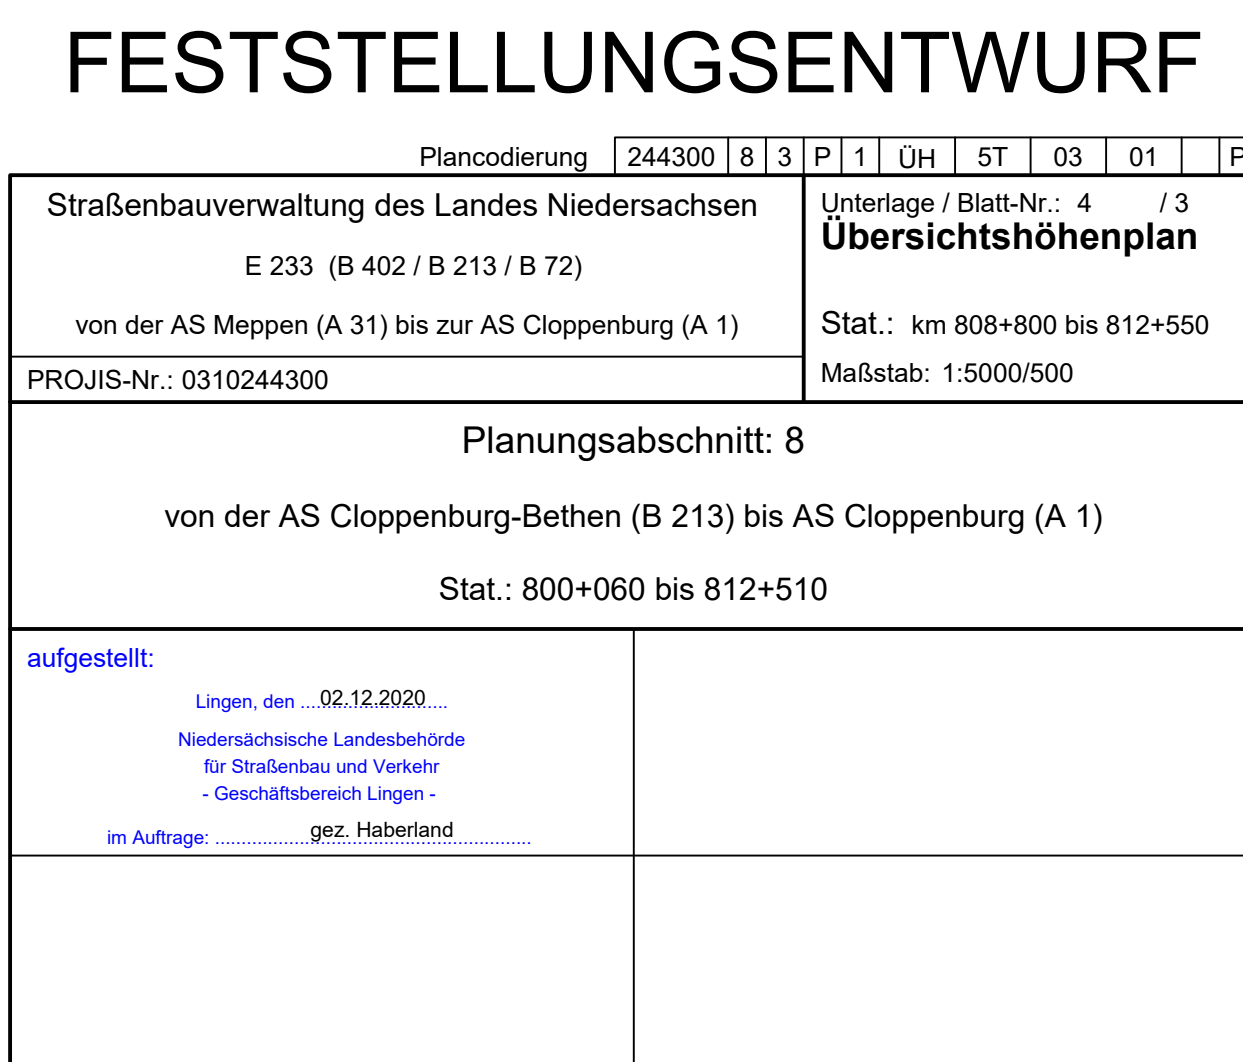 FESTSTELLUNGSENTWURF
Plancodierung 244300 8 3 P 1 ÜH 5T 03 01 P
Straßenbauverwaltung des Landes Niedersachsen
E 233 (B 402 / B 213 / B 72)
von der AS Meppen (A 31) bis zur AS Cloppenburg (A 1)
PROJIS-Nr.: 0310244300
Unterlage / Blatt-Nr.: 4 / 3
Übersichtshöhenplan
Stat.: km 808+800 bis 812+550
Maßstab: 1:5000/500
Planungsabschnitt: 8
von der AS Cloppenburg-Bethen (B 213) bis AS Cloppenburg (A 1)
Stat.: 800+060 bis 812+510
aufgestellt:
Lingen, den ....02.12.2020....
Niedersächsische Landesbehörde
für Straßenbau und Verkehr
- Geschäftsbereich Lingen -
im Auftrage: .................. gez. Haberland ...............